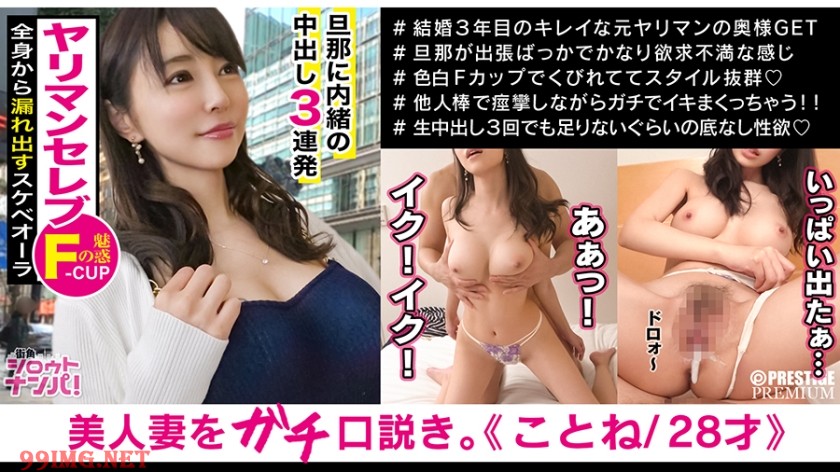 全身から漏れ出すスケベオーラ
ヤリマンセレブ
魅惑のF-CUP
旦那に内緒の
中出し3連発
街角
シロウトナンパ!
# 結婚3年目のキレイな元ヤリマンの奥様GET
# 旦那が出張ばっかでかなり欲求不満な感じ
# 色白Fカップでくびれててスタイル抜群♡
# 他人棒で痙攣しながらガチでイキまくっちゃう!!
# 生中出し3回でも足りないぐらいの底なし性欲♡
イク!イク!
あぁっ!
いっぱい出たぁ…
ドロォ〜
PRESTIGE
PREMIUM
美人妻をガチ口説き。《ことね/28才》
99IMG.NET